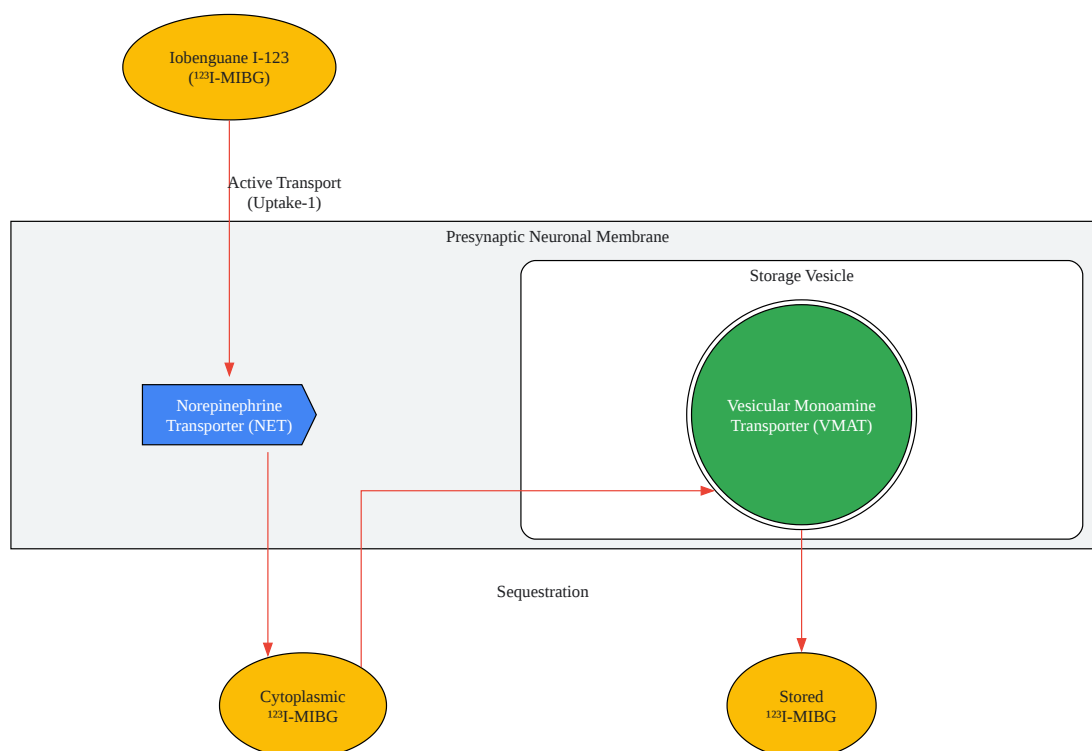 Iobenguane I-123
(¹²³I-MIBG)
Active Transport
(Uptake-1)
Presynaptic Neuronal Membrane
Storage Vesicle
Norepinephrine
Transporter (NET)
Vesicular Monoamine
Transporter (VMAT)
Sequestration
Cytoplasmic
¹²³I-MIBG
Stored
¹²³I-MIBG